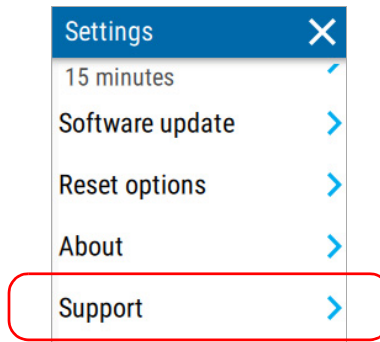 Settings
15 minutes
Software update
Reset options
About
Support